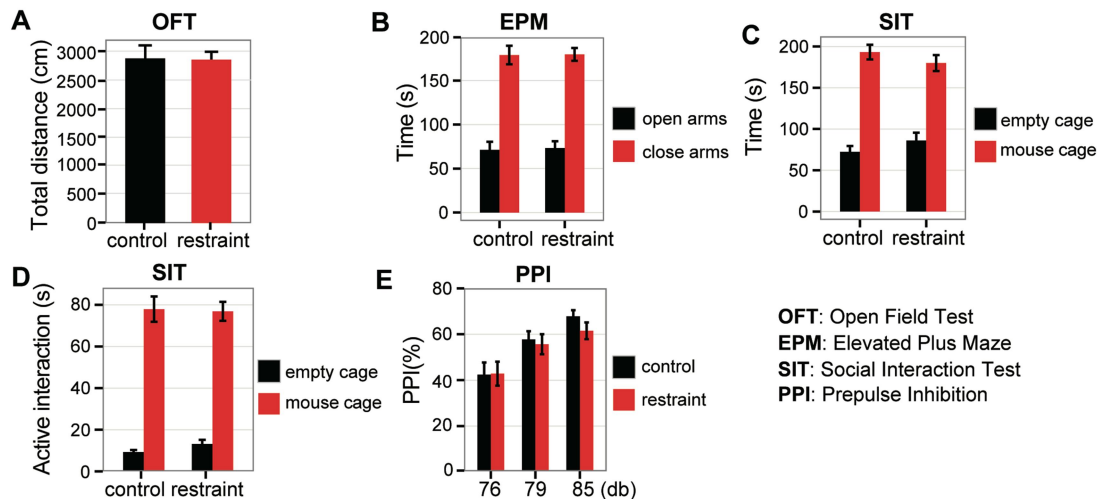 A
OFT
Total distance (cm)
3000
2500
2000
1500
1000
500
0
control restraint
B
EPM
Time (s)
200
150
100
50
0
control restraint
open arms
close arms
C
SIT
Time (s)
200
150
100
50
0
control restraint
empty cage
mouse cage
D
SIT
Active interaction (s)
80
60
40
20
0
control restraint
empty cage
mouse cage
E
PPI
PPI(%)
80
60
40
20
0
76 79 85 (db)
control
restraint
OFT: Open Field Test
EPM: Elevated Plus Maze
SIT: Social Interaction Test
PPI: Prepulse Inhibition